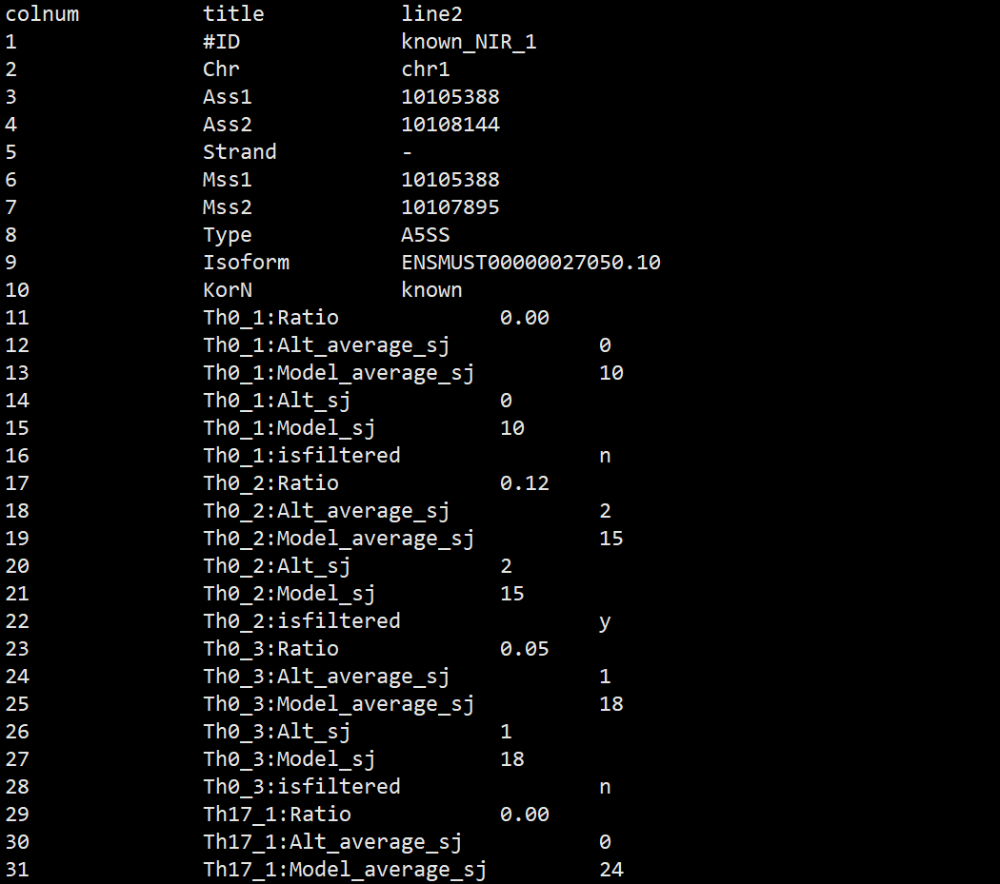 colnum title line2
1 #ID known_NIR_1
2 Chr chr1
3 Ass1 10105388
4 Ass2 10108144
5 Strand -
6 Mss1 10105388
7 Mss2 10107895
8 Type A5SS
9 Isoform ENSMUST00000027050.10
10 KorN known
11 Th0_1:Ratio 0.00
12 Th0_1:Alt_average_sj 0
13 Th0_1:Model_average_sj 10
14 Th0_1:Alt_sj 0
15 Th0_1:Model_sj 10
16 Th0_1:isfiltered n
17 Th0_2:Ratio 0.12
18 Th0_2:Alt_average_sj 2
19 Th0_2:Model_average_sj 15
20 Th0_2:Alt_sj 2
21 Th0_2:Model_sj 15
22 Th0_2:isfiltered y
23 Th0_3:Ratio 0.05
24 Th0_3:Alt_average_sj 1
25 Th0_3:Model_average_sj 18
26 Th0_3:Alt_sj 1
27 Th0_3:Model_sj 18
28 Th0_3:isfiltered n
29 Th17_1:Ratio 0.00
30 Th17_1:Alt_average_sj 0
31 Th17_1:Model_average_sj 24